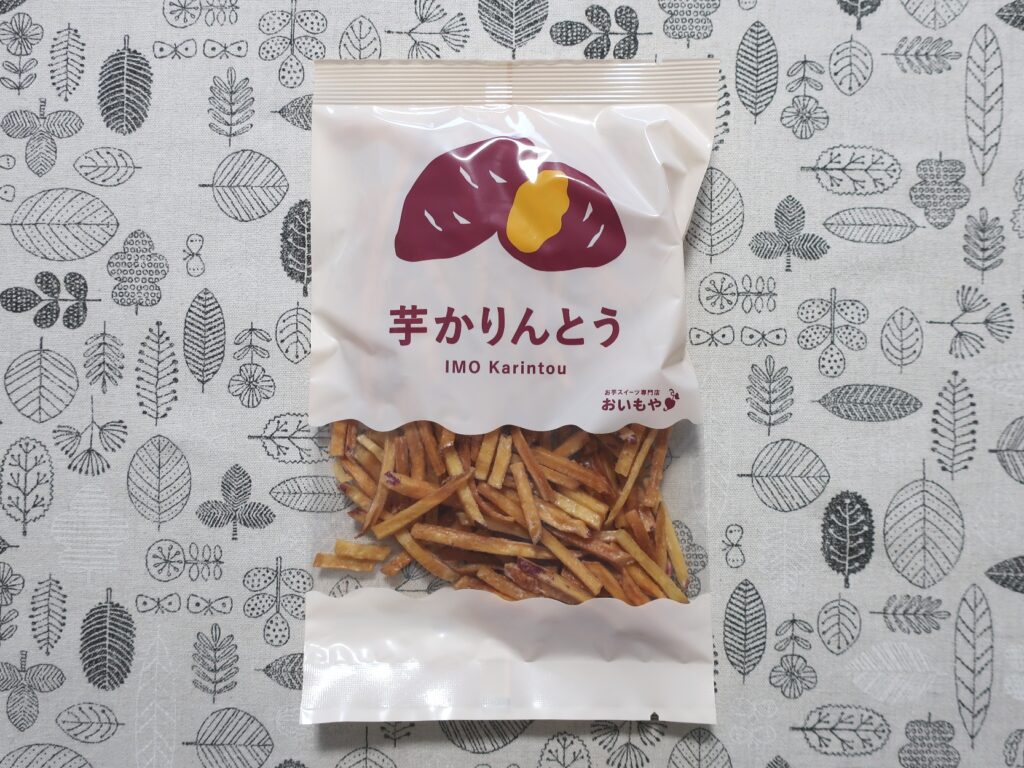 芋かりんとう
IMO Karintou
お芋スイーツ専門店
おいもや